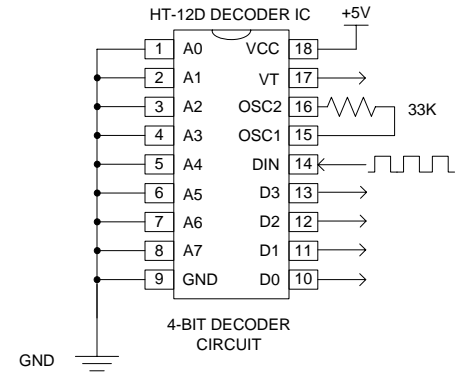 HT-12D DECODER IC
+5V
1 A0 VCC 18
2 A1 VT 17
3 A2 OSC2 16
33K
4 A3 OSC1 15
5 A4 DIN 14
6 A5 D3 13
7 A6 D2 12
8 A7 D1 11
9 GND D0 10
4-BIT DECODER
CIRCUIT
GND